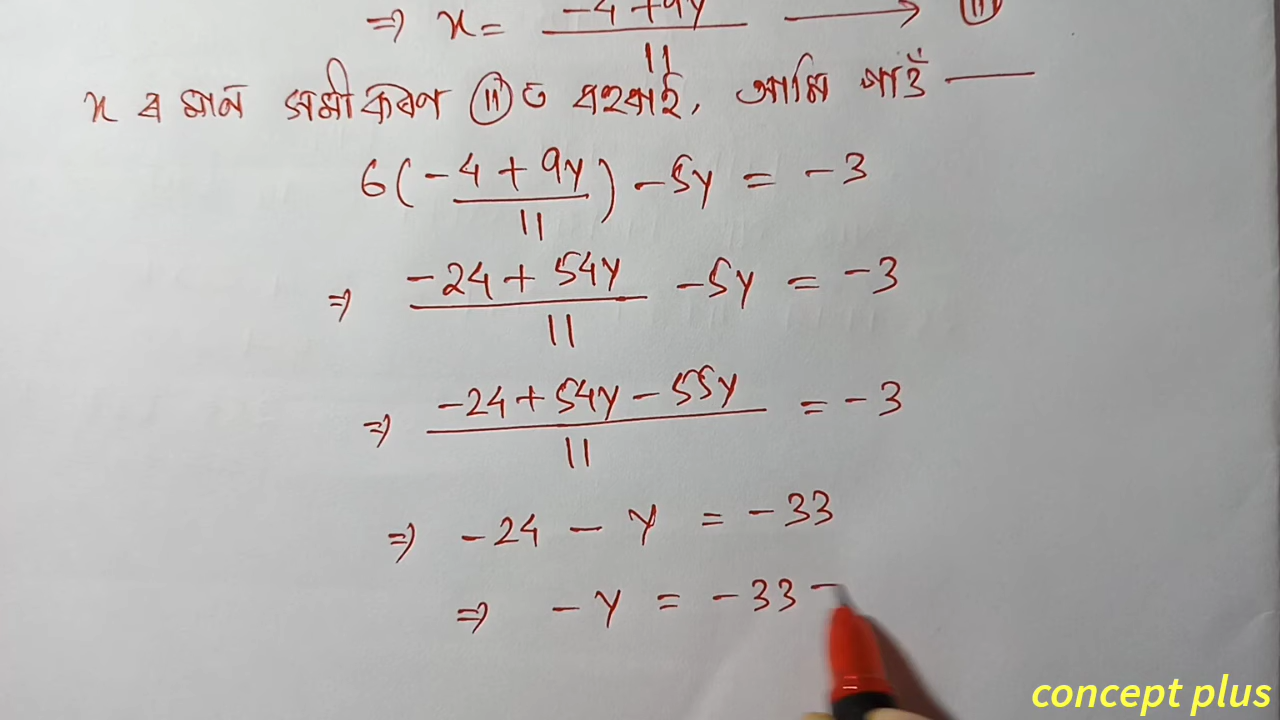 ⇒ x = (-4 + 9y)/11 ⟶ (iii)
x ৰ মান সমীকৰণ (ii) ত বহুৱাই, আমি পাওঁ —
6((-4 + 9y)/11) - 5y = -3
⇒ (-24 + 54y)/11 - 5y = -3
⇒ (-24 + 54y - 55y)/11 = -3
⇒ -24 - y = -33
⇒ -y = -33 -
concept plus